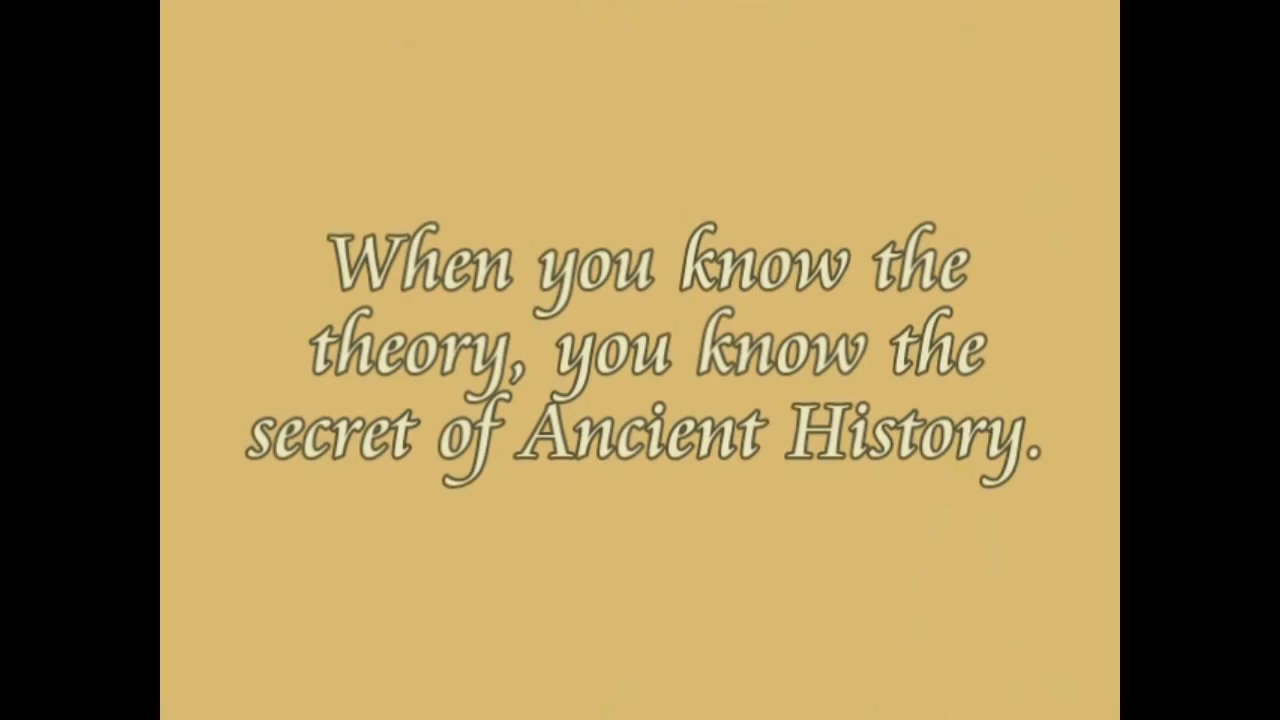 When you know the
theory, you know the
secret of Ancient History.